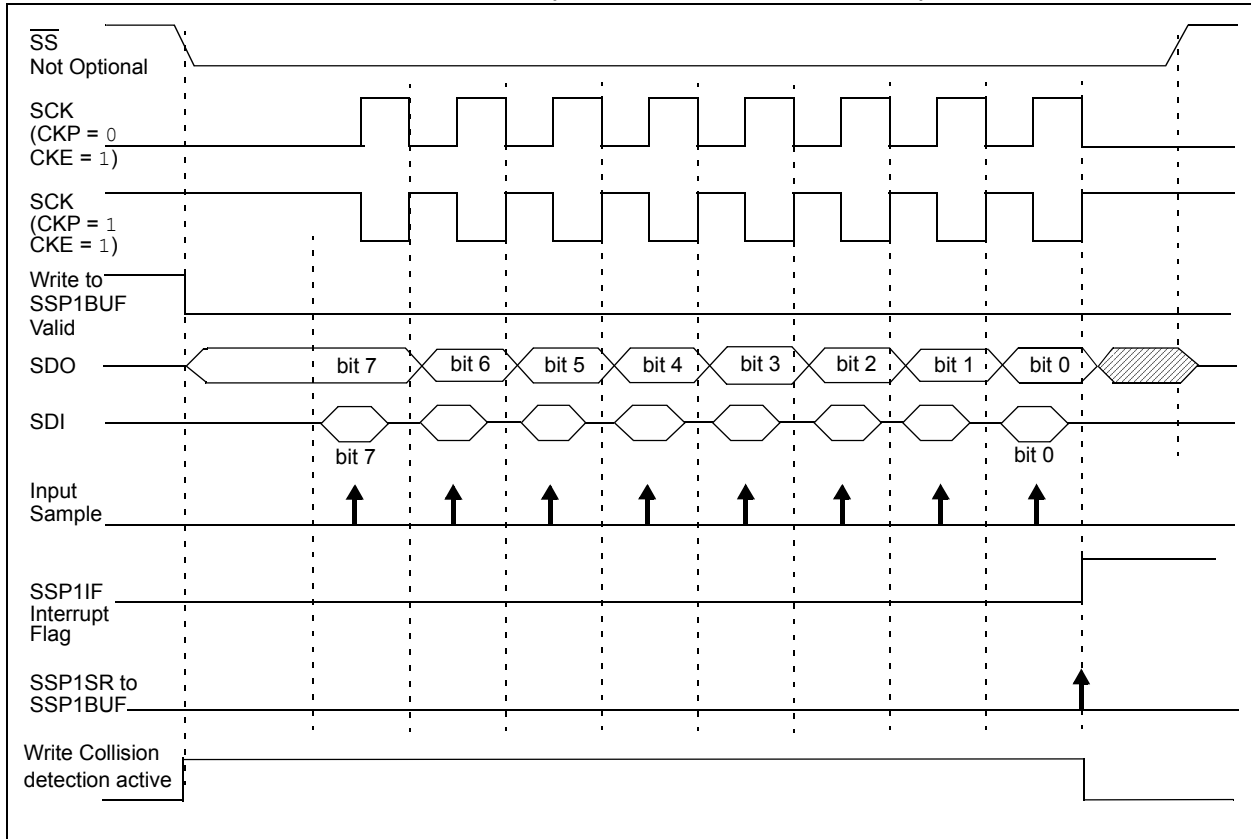 SS
Not Optional
SCK
(CKP = 0
CKE = 1)
SCK
(CKP = 1
CKE = 1)
Write to
SSP1BUF
Valid
SDO
bit 7
bit 6
bit 5
bit 4
bit 3
bit 2
bit 1
bit 0
SDI
bit 7
bit 0
Input
Sample
SSP1IF
Interrupt
Flag
SSP1SR to
SSP1BUF
Write Collision
detection active